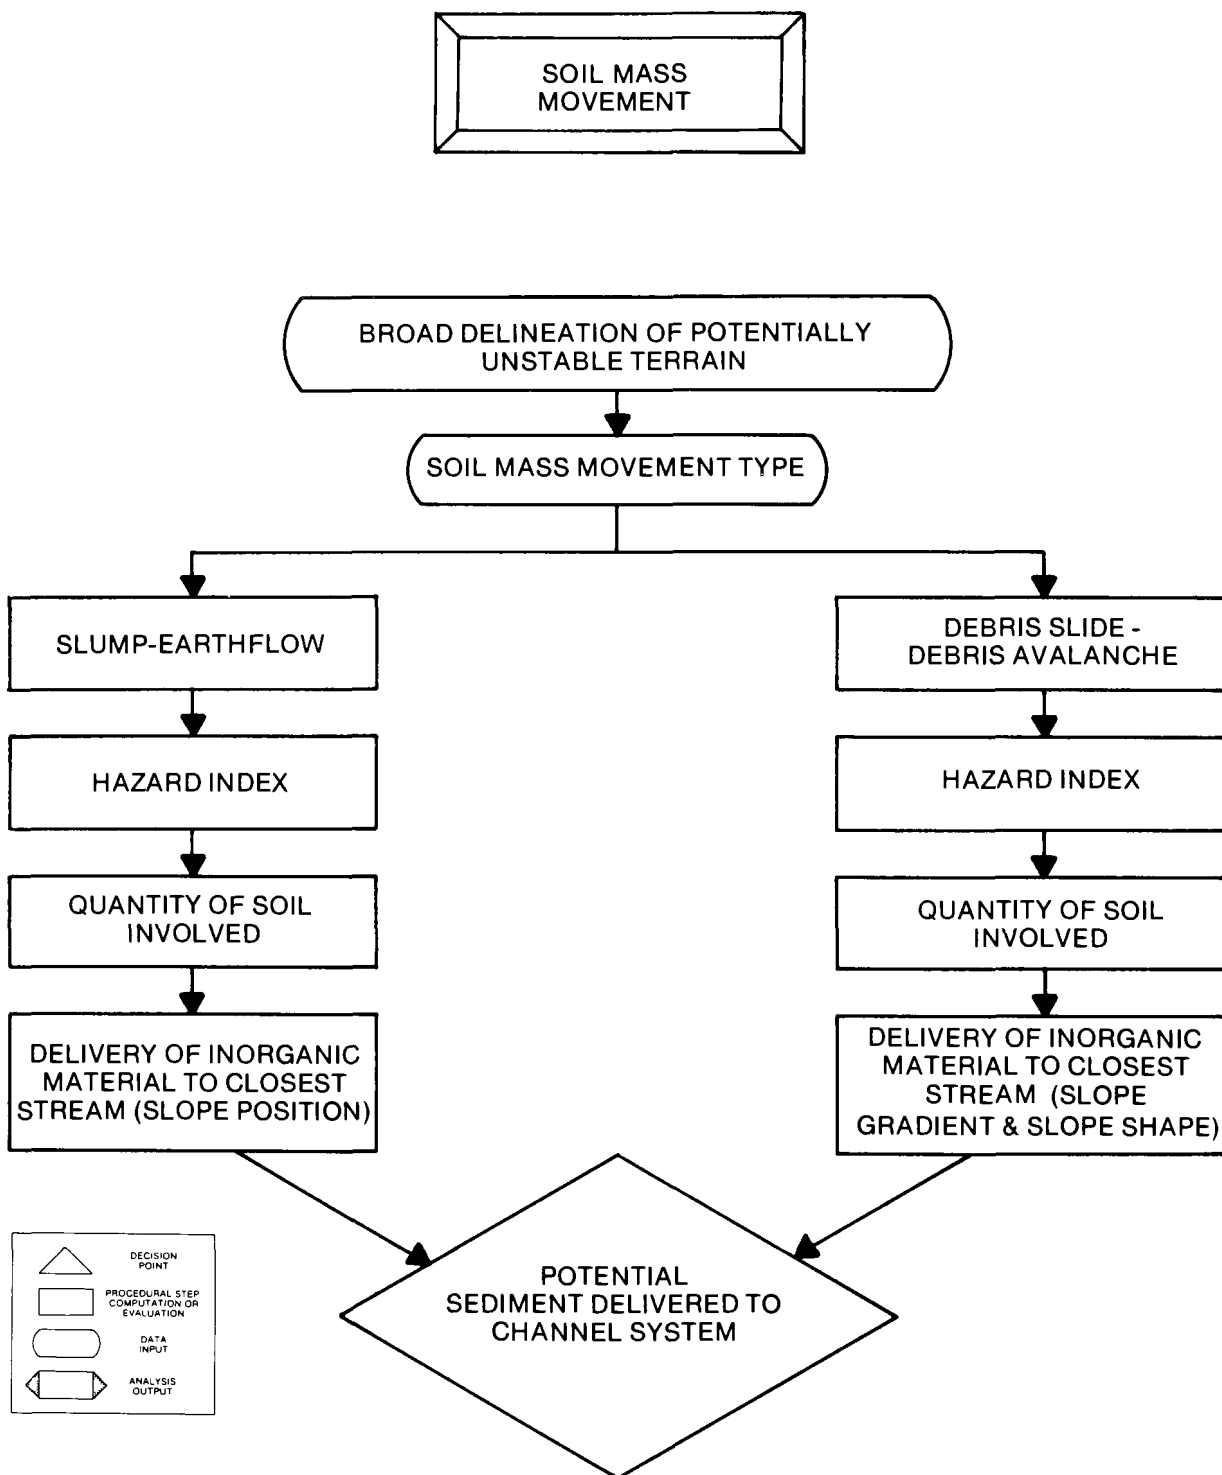 SOIL MASS
MOVEMENT
BROAD DELINEATION OF POTENTIALLY
UNSTABLE TERRAIN
SOIL MASS MOVEMENT TYPE
SLUMP-EARTHFLOW
HAZARD INDEX
QUANTITY OF SOIL
INVOLVED
DELIVERY OF INORGANIC
MATERIAL TO CLOSEST
STREAM (SLOPE POSITION)
DEBRIS SLIDE -
DEBRIS AVALANCHE
HAZARD INDEX
QUANTITY OF SOIL
INVOLVED
DELIVERY OF INORGANIC
MATERIAL TO CLOSEST
STREAM (SLOPE
GRADIENT & SLOPE SHAPE)
POTENTIAL
SEDIMENT DELIVERED TO
CHANNEL SYSTEM
DECISION
POINT
PROCEDURAL STEP
COMPUTATION OR
EVALUATION
DATA
INPUT
ANALYSIS
OUTPUT